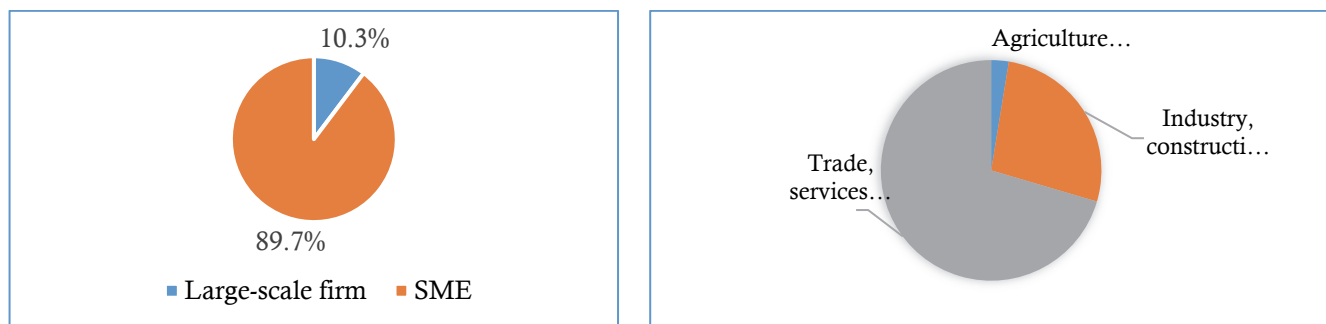 10.3%
89.7%
Large-scale firm SME
Agriculture…
Industry,
constructi…
Trade,
services…